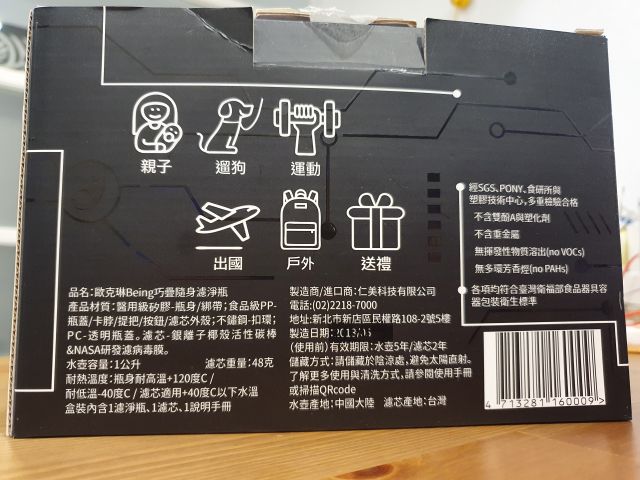 親子
遛狗
運動
出國
戶外
送禮
經SGS、PONY、食研所與
塑膠技術中心,多重檢驗合格
不含雙酚A與塑化劑
不含重金屬
無揮發性物質溶出(no VOCs)
無多環芳香烴(no PAHs)
各項均符合臺灣衛福部食品器具容
器包裝衛生標準
品名:歐克琳Being巧疊隨身濾淨瓶
產品材質:醫用級矽膠-瓶身/綁帶;食品級PP-
瓶蓋/卡脖/提把/按鈕/濾芯外殼;不鏽鋼-扣環;
PC-透明瓶蓋。濾芯-銀離子椰殼活性碳棒
&NASA研發濾病毒膜。
水壺容量:1公升 濾芯重量:48克
耐熱溫度:瓶身耐高溫+120度C /
耐低溫-40度C / 濾芯適用+40度C以下水溫
盒裝內含1濾淨瓶、1濾芯、1說明手冊
製造商/進口商:仁美科技有限公司
電話:(02)2218-7000
地址:新北市新店區民權路108-2號5樓
製造日期:
(使用前)有效期限:水壺5年/濾芯2年
儲藏方式:請儲藏於陰涼處,避免太陽直射。
了解更多使用與清洗方式,請參閱使用手冊
或掃描QRcode
水壺產地:中國大陸 濾芯產地:台灣
4 713281 160009 >